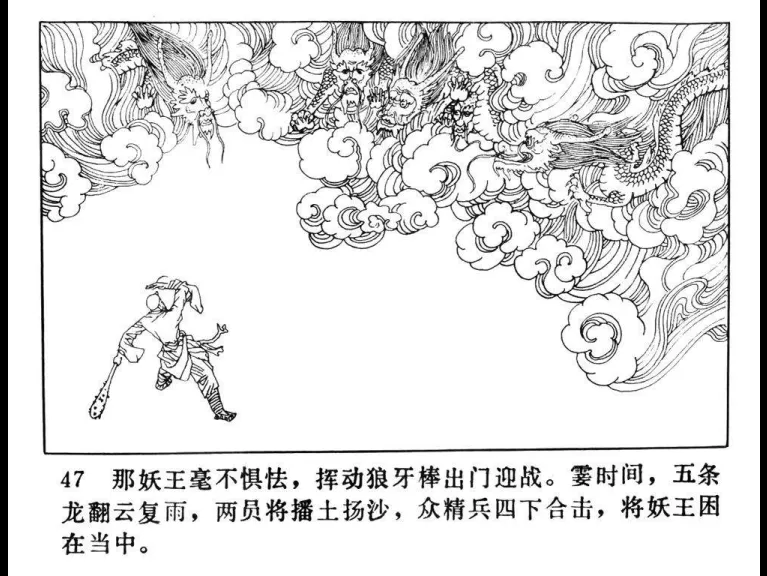 47 那妖王毫不惧怯，挥动狼牙棒出门迎战。霎时间，五条
龙翻云复雨，两员将播土扬沙，众精兵四下合击，将妖王困
在当中。